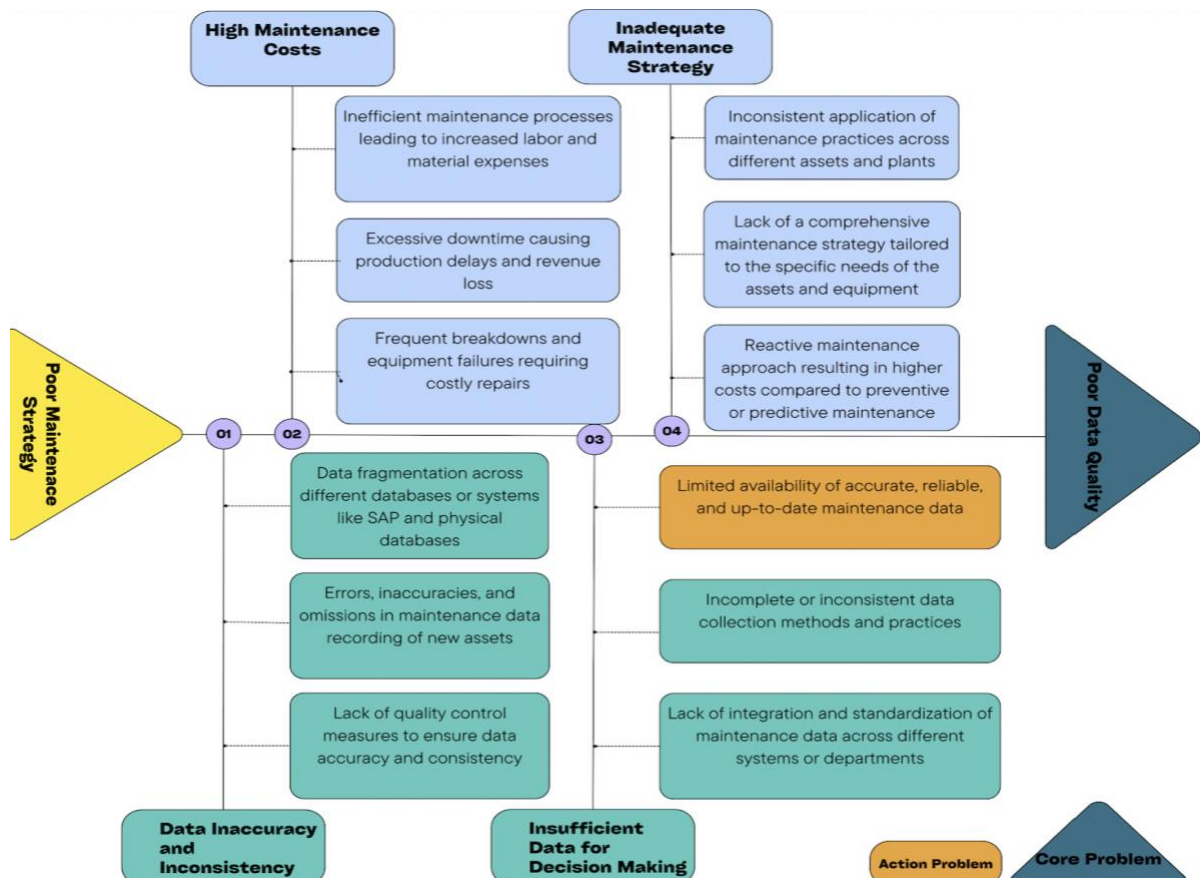 High Maintenance
Costs
Inefficient maintenance processes
leading to increased labor and
material expenses
Excessive downtime causing
production delays and revenue
loss
Frequent breakdowns and
equipment failures requiring
costly repairs
Inadequate
Maintenance
Strategy
Inconsistent application of
maintenance practices across
different assets and plants
Lack of a comprehensive
maintenance strategy tailored
to the specific needs of the
assets and equipment
Reactive maintenance
approach resulting in higher
costs compared to preventive
or predictive maintenance
Poor Maintenace
Strategy
01
02
03
04
Poor Data Quality
Data fragmentation across
different databases or systems
like SAP and physical
databases
Errors, inaccuracies, and
omissions in maintenance data
recording of new assets
Lack of quality control
measures to ensure data
accuracy and consistency
Data Inaccuracy
and
Inconsistency
Limited availability of accurate, reliable,
and up-to-date maintenance data
Incomplete or inconsistent data
collection methods and practices
Lack of integration and standardization of
maintenance data across different
systems or departments
Insufficient
Data for
Decision Making
Action Problem
Core Problem